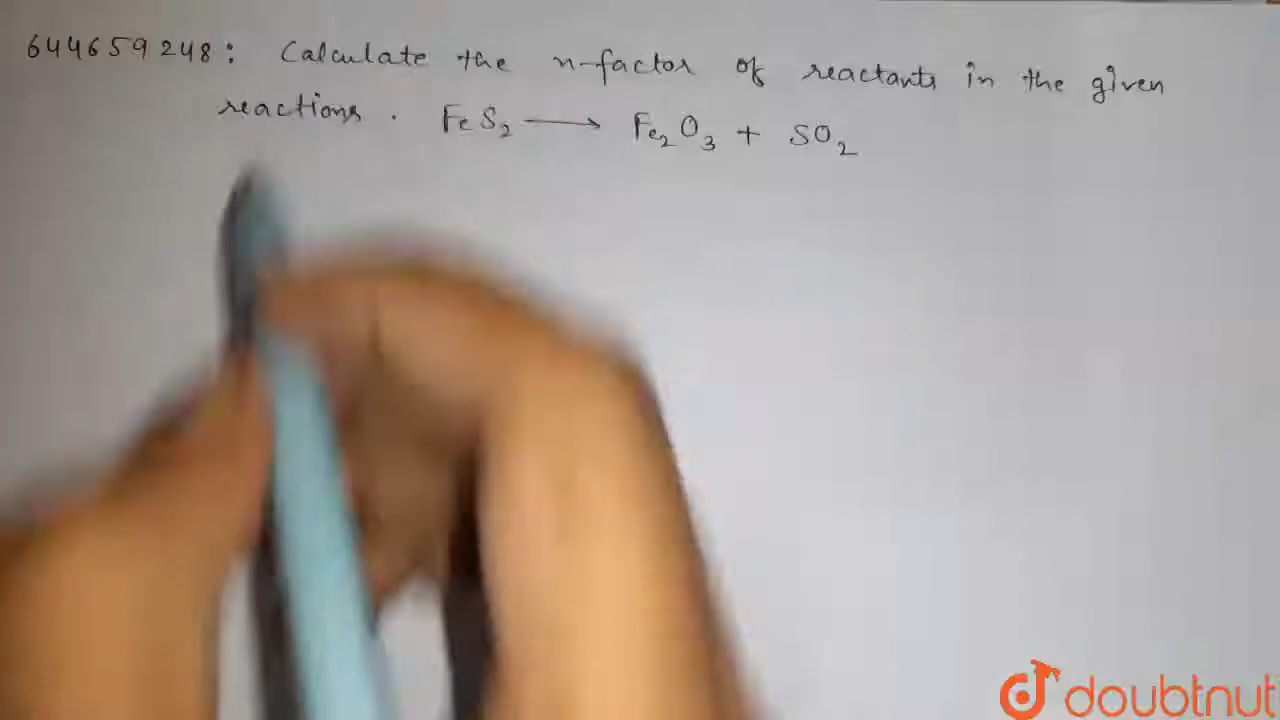 644659248: Calculate the n-factor of reactants in the given
reactions. FeS₂ ⟶ Fe₂O₃ + SO₂
doubtnut